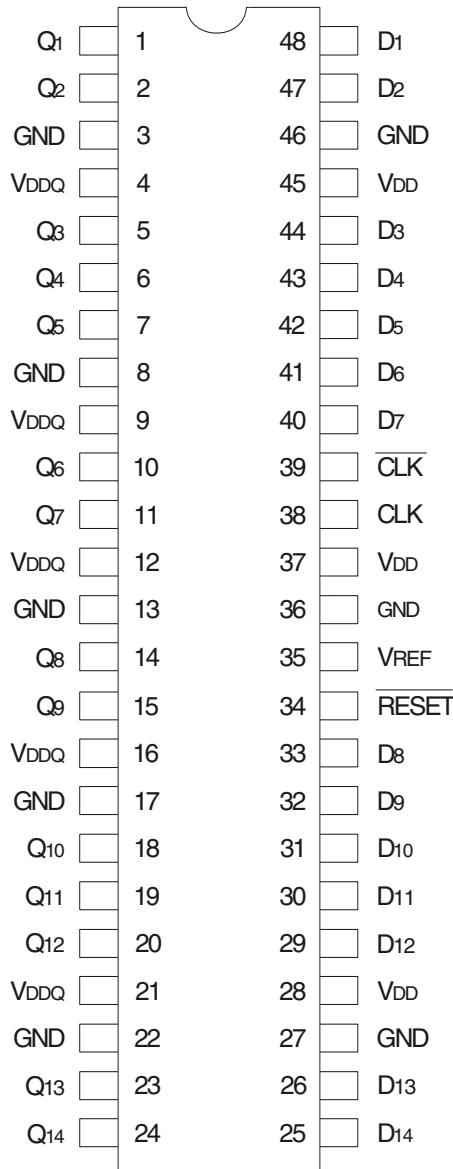 Q1 1 48 D1
Q2 2 47 D2
GND 3 46 GND
VDDQ 4 45 VDD
Q3 5 44 D3
Q4 6 43 D4
Q5 7 42 D5
GND 8 41 D6
VDDQ 9 40 D7
Q6 10 39 CLK
Q7 11 38 CLK
VDDQ 12 37 VDD
GND 13 36 GND
Q8 14 35 VREF
Q9 15 34 RESET
VDDQ 16 33 D8
GND 17 32 D9
Q10 18 31 D10
Q11 19 30 D11
Q12 20 29 D12
VDDQ 21 28 VDD
GND 22 27 GND
Q13 23 26 D13
Q14 24 25 D14